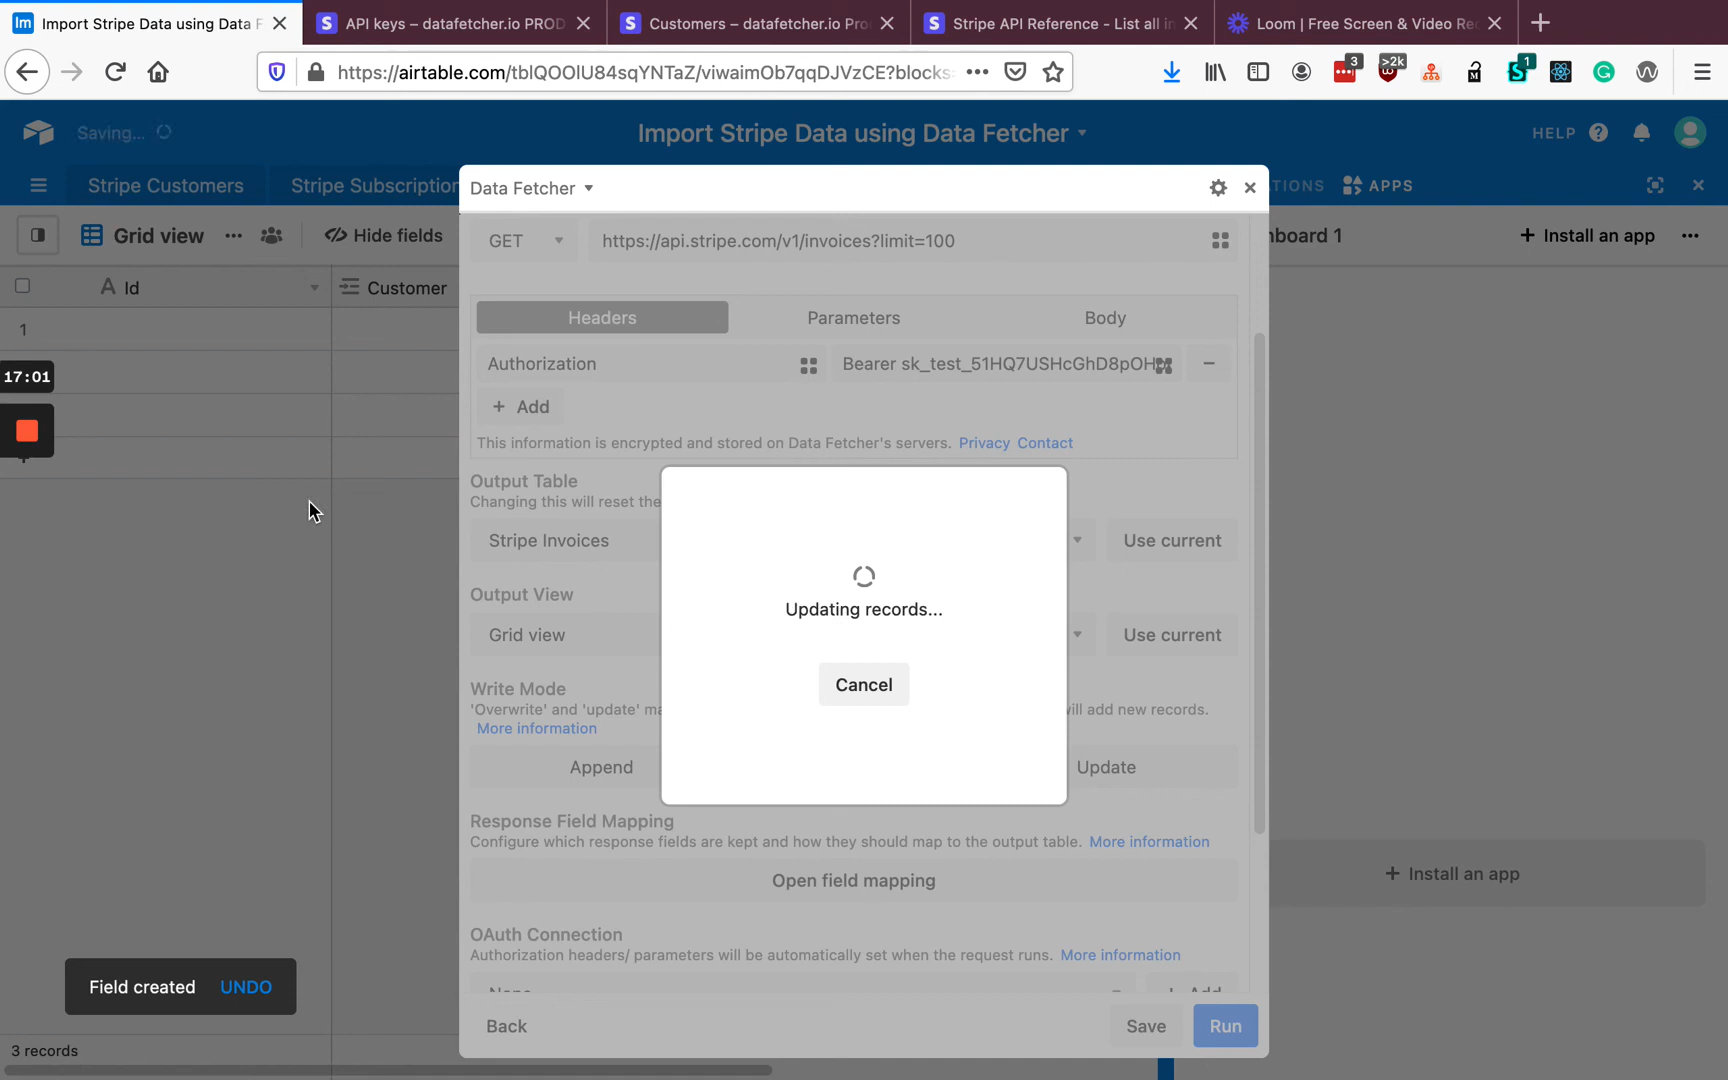 Import Stripe Data using Data F
API keys – datafetcher.io PROD
Customers – datafetcher.io Pro
Stripe API Reference - List all in
Loom | Free Screen & Video Re
https://airtable.com/tblQOOlU84sqYNTaZ/viwaimOb7qqDJVzCE?blocks
3
>2k
1
Saving...
Import Stripe Data using Data Fetcher
HELP
Stripe Customers
Stripe Subscription
Data Fetcher
TIONS
APPS
Grid view
Hide fields
GET
https://api.stripe.com/v1/invoices?limit=100
board 1
+ Install an app
A Id
Customer
1
Headers
Parameters
Body
17:01
Authorization
Bearer sk_test_51HQ7USHcGhD8pOH
+ Add
This information is encrypted and stored on Data Fetcher's servers. Privacy Contact
Output Table
Changing this will reset the
Stripe Invoices
Use current
Updating records...
Output View
Grid view
Use current
Cancel
Write Mode
'Overwrite' and 'update' ma
will add new records.
More information
Append
Update
Response Field Mapping
Configure which response fields are kept and how they should map to the output table. More information
Open field mapping
+ Install an app
OAuth Connection
Authorization headers/ parameters will be automatically set when the request runs. More information
None
+ Add
Field created UNDO
Back
Save
Run
3 records